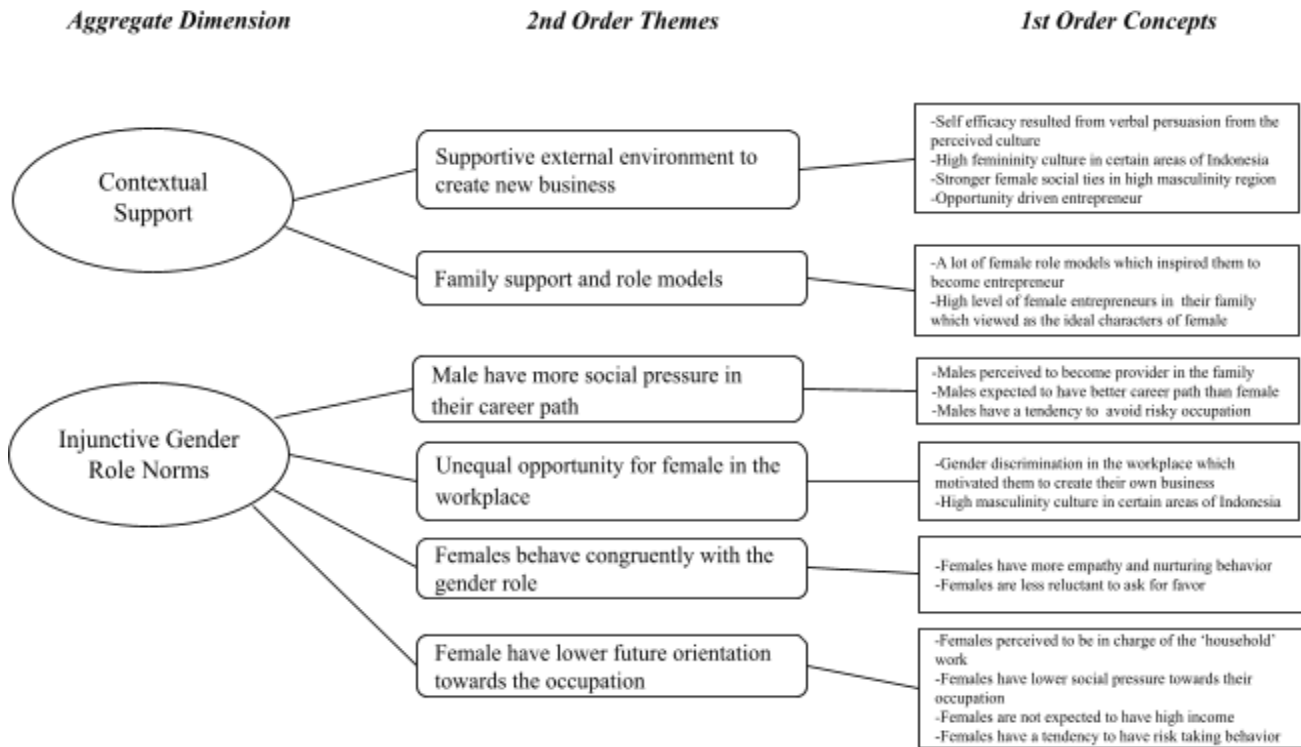 Aggregate Dimension
2nd Order Themes
1st Order Concepts
Contextual
Support
Supportive external environment to
create new business
-Self efficacy resulted from verbal persuasion from the
perceived culture
-High femininity culture in certain areas of Indonesia
-Stronger female social ties in high masculinity region
-Opportunity driven entrepreneur
Family support and role models
-A lot of female role models which inspired them to
become entrepreneur
-High level of female entrepreneurs in their family
which viewed as the ideal characters of female
Injunctive Gender
Role Norms
Male have more social pressure in
their career path
-Males perceived to become provider in the family
-Males expected to have better career path than female
-Males have a tendency to avoid risky occupation
Unequal opportunity for female in the
workplace
-Gender discrimination in the workplace which
motivated them to create their own business
-High masculinity culture in certain areas of Indonesia
Females behave congruently with the
gender role
-Females have more empathy and nurturing behavior
-Females are less reluctant to ask for favor
Female have lower future orientation
towards the occupation
-Females perceived to be in charge of the ‘household’
work
-Females have lower social pressure towards their
occupation
-Females are not expected to have high income
-Females have a tendency to have risk taking behavior